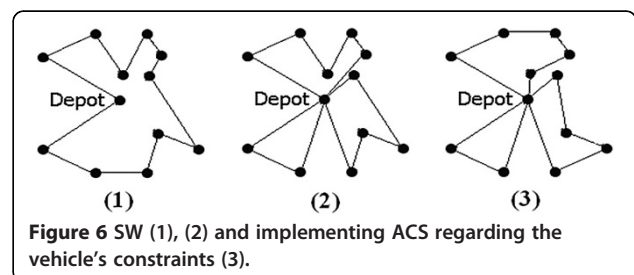 Depot Depot Depot
(1) (2) (3)
Figure 6 SW (1), (2) and implementing ACS regarding the
vehicle's constraints (3).